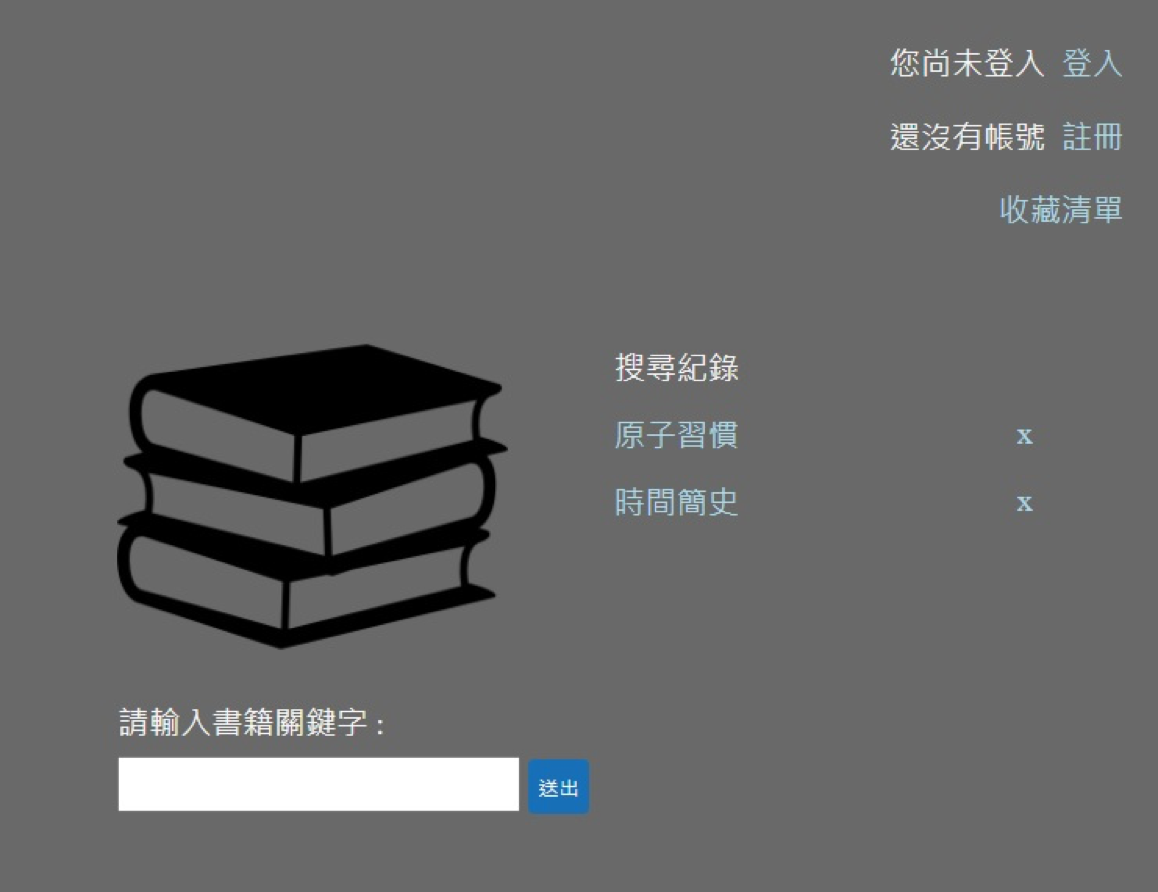 您尚未登入 登入
還沒有帳號 註冊
收藏清單
搜尋紀錄
原子習慣 x
時間簡史 x
請輸入書籍關鍵字 :
送出